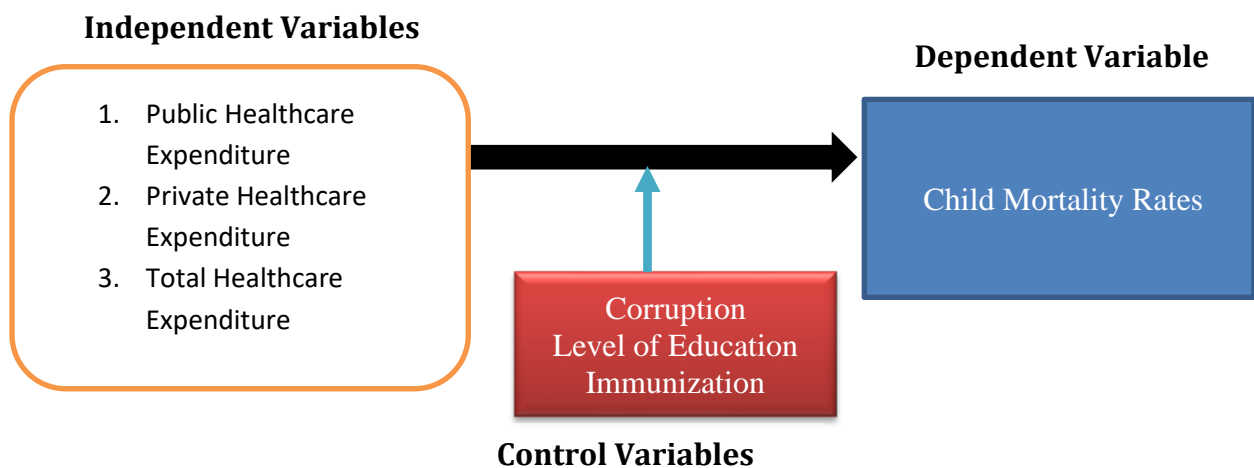 Independent Variables
1. Public Healthcare
Expenditure
2. Private Healthcare
Expenditure
3. Total Healthcare
Expenditure
Dependent Variable
Child Mortality Rates
Corruption
Level of Education
Immunization
Control Variables